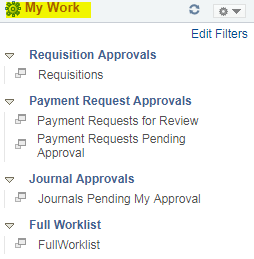 My Work
Edit Filters
Requisition Approvals
Requisitions
Payment Request Approvals
Payment Requests for Review
Payment Requests Pending
Approval
Journal Approvals
Journals Pending My Approval
Full Worklist
FullWorklist